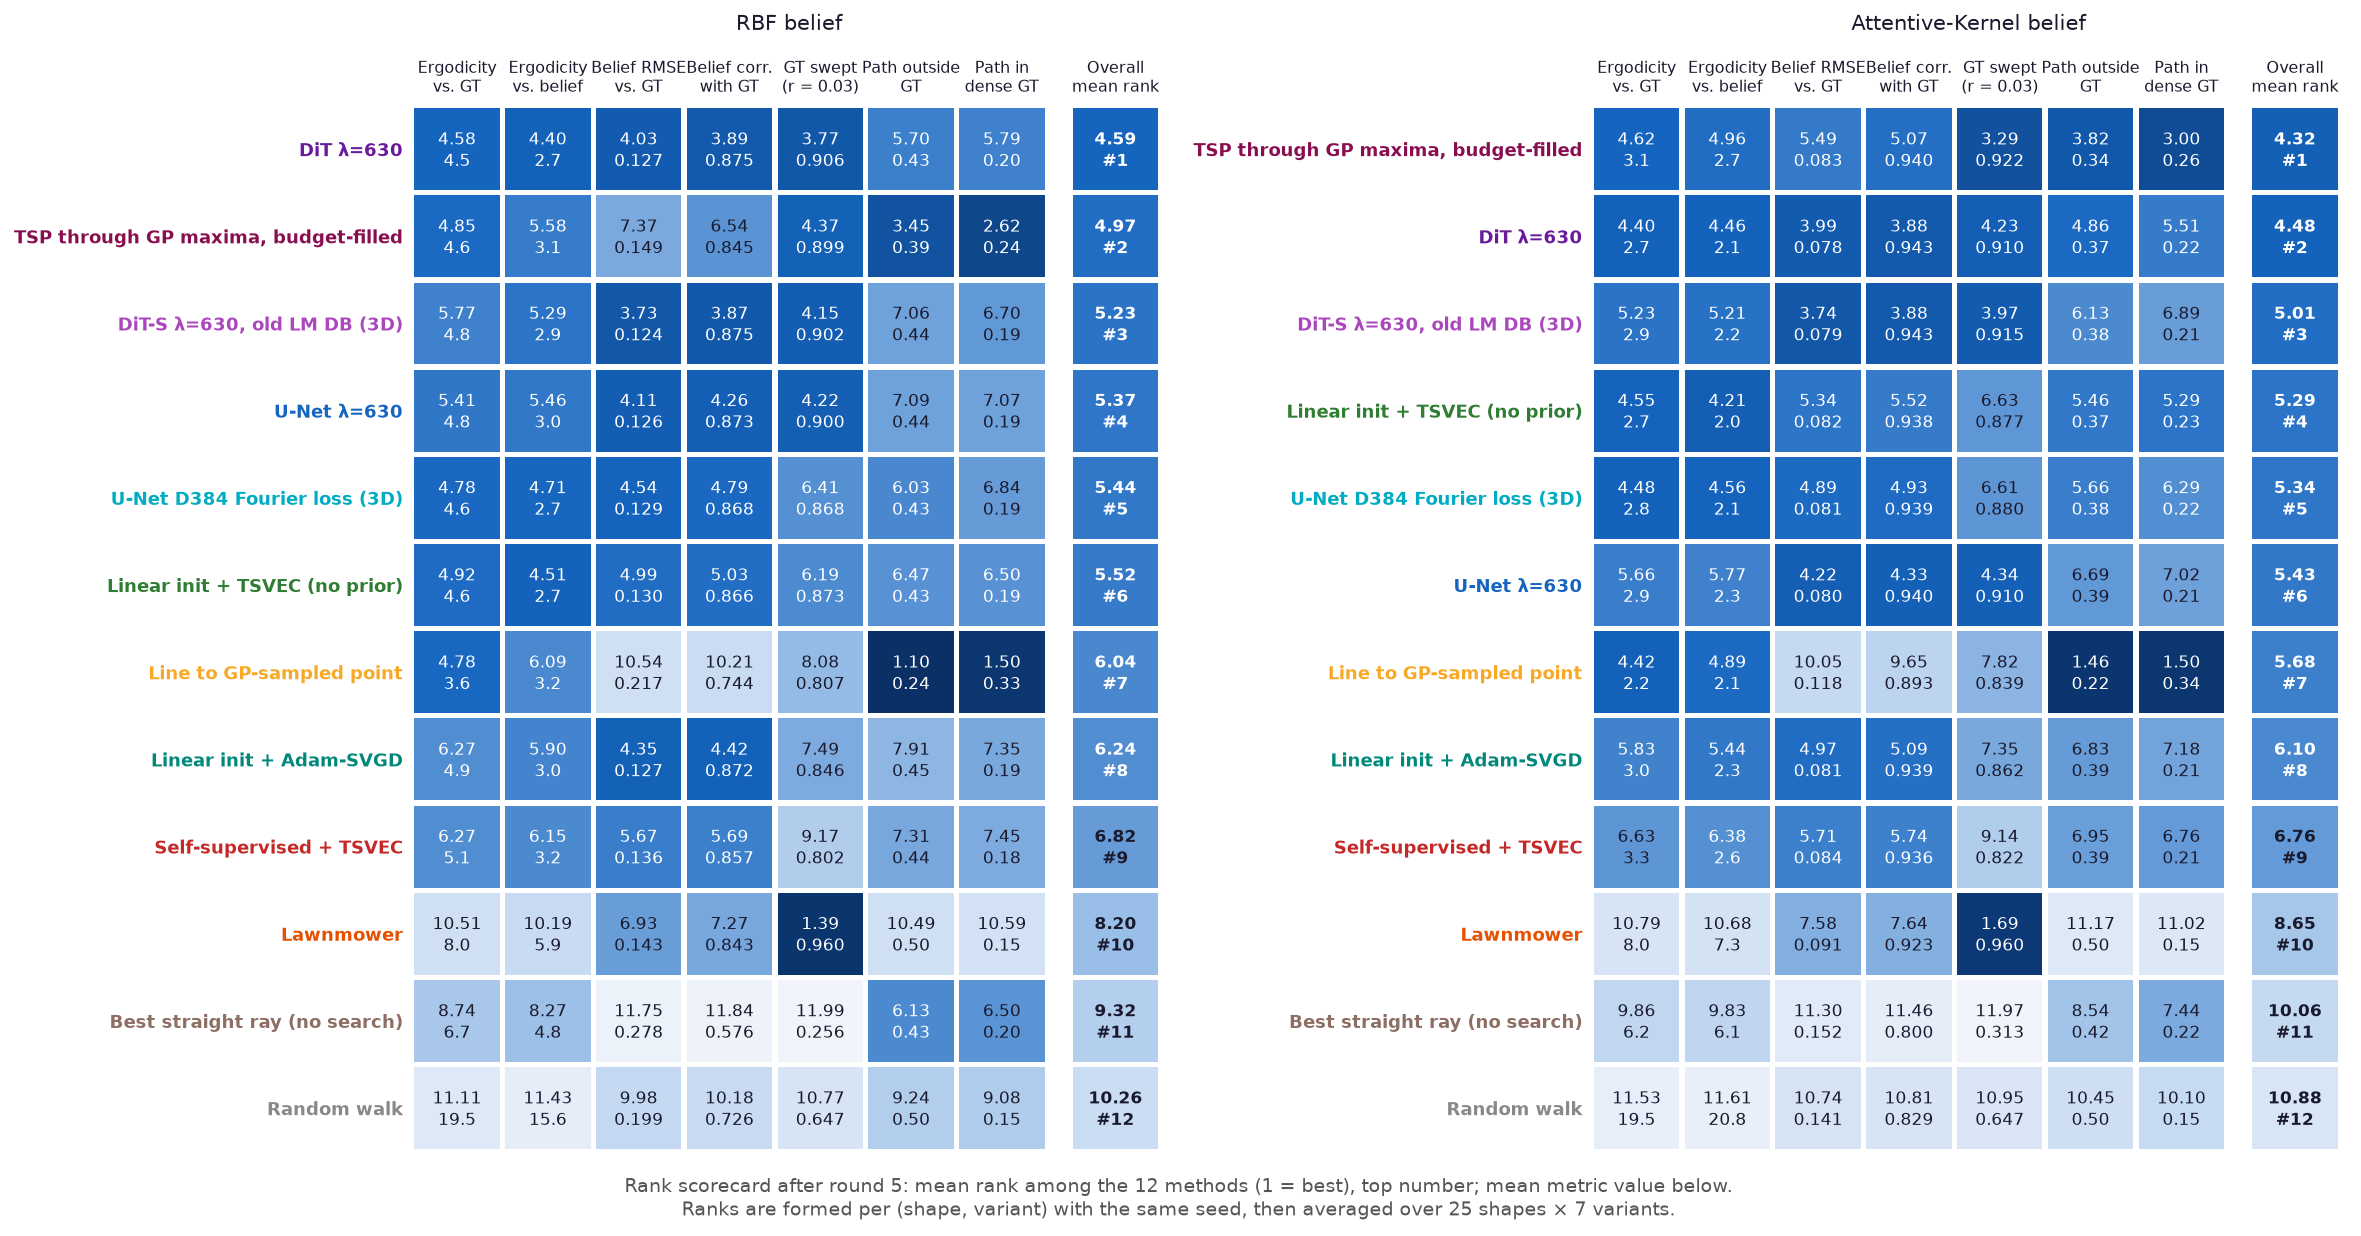 RBF belief
Ergodicity vs. GT
Ergodicity vs. belief
Belief RMSE vs. GT
Belief corr. with GT
GT swept (r = 0.03)
Path outside GT
Path in dense GT
Overall mean rank
DiT λ=630
4.58 4.40 4.03 3.89 3.77 5.70 5.79 4.59
4.5 2.7 0.127 0.875 0.906 0.43 0.20 #1
TSP through GP maxima, budget-filled
4.85 5.58 7.37 6.54 4.37 3.45 2.62 4.97
4.6 3.1 0.149 0.845 0.899 0.39 0.24 #2
DiT-S λ=630, old LM DB (3D)
5.77 5.29 3.73 3.87 4.15 7.06 6.70 5.23
4.8 2.9 0.124 0.875 0.902 0.44 0.19 #3
U-Net λ=630
5.41 5.46 4.11 4.26 4.22 7.09 7.07 5.37
4.8 3.0 0.126 0.873 0.900 0.44 0.19 #4
U-Net D384 Fourier loss (3D)
4.78 4.71 4.54 4.79 6.41 6.03 6.84 5.44
4.6 2.7 0.129 0.868 0.868 0.43 0.19 #5
Linear init + TSVEC (no prior)
4.92 4.51 4.99 5.03 6.19 6.47 6.50 5.52
4.6 2.7 0.130 0.866 0.873 0.43 0.19 #6
Line to GP-sampled point
4.78 6.09 10.54 10.21 8.08 1.10 1.50 6.04
3.6 3.2 0.217 0.744 0.807 0.24 0.33 #7
Linear init + Adam-SVGD
6.27 5.90 4.35 4.42 7.49 7.91 7.35 6.24
4.9 3.0 0.127 0.872 0.846 0.45 0.19 #8
Self-supervised + TSVEC
6.27 6.15 5.67 5.69 9.17 7.31 7.45 6.82
5.1 3.2 0.136 0.857 0.802 0.44 0.18 #9
Lawnmower
10.51 10.19 6.93 7.27 1.39 10.49 10.59 8.20
8.0 5.9 0.143 0.843 0.960 0.50 0.15 #10
Best straight ray (no search)
8.74 8.27 11.75 11.84 11.99 6.13 6.50 9.32
6.7 4.8 0.278 0.576 0.256 0.43 0.20 #11
Random walk
11.11 11.43 9.98 10.18 10.77 9.24 9.08 10.26
19.5 15.6 0.199 0.726 0.647 0.50 0.15 #12
Attentive-Kernel belief
Ergodicity vs. GT
Ergodicity vs. belief
Belief RMSE vs. GT
Belief corr. with GT
GT swept (r = 0.03)
Path outside GT
Path in dense GT
Overall mean rank
TSP through GP maxima, budget-filled
4.62 4.96 5.49 5.07 3.29 3.82 3.00 4.32
3.1 2.7 0.083 0.940 0.922 0.34 0.26 #1
DiT λ=630
4.40 4.46 3.99 3.88 4.23 4.86 5.51 4.48
2.7 2.1 0.078 0.943 0.910 0.37 0.22 #2
DiT-S λ=630, old LM DB (3D)
5.23 5.21 3.74 3.88 3.97 6.13 6.89 5.01
2.9 2.2 0.079 0.943 0.915 0.38 0.21 #3
Linear init + TSVEC (no prior)
4.55 4.21 5.34 5.52 6.63 5.46 5.29 5.29
2.7 2.0 0.082 0.938 0.877 0.37 0.23 #4
U-Net D384 Fourier loss (3D)
4.48 4.56 4.89 4.93 6.61 5.66 6.29 5.34
2.8 2.1 0.081 0.939 0.880 0.38 0.22 #5
U-Net λ=630
5.66 5.77 4.22 4.33 4.34 6.69 7.02 5.43
2.9 2.3 0.080 0.940 0.910 0.39 0.21 #6
Line to GP-sampled point
4.42 4.89 10.05 9.65 7.82 1.46 1.50 5.68
2.2 2.1 0.118 0.893 0.839 0.22 0.34 #7
Linear init + Adam-SVGD
5.83 5.44 4.97 5.09 7.35 6.83 7.18 6.10
3.0 2.3 0.081 0.939 0.862 0.39 0.21 #8
Self-supervised + TSVEC
6.63 6.38 5.71 5.74 9.14 6.95 6.76 6.76
3.3 2.6 0.084 0.936 0.822 0.39 0.21 #9
Lawnmower
10.79 10.68 7.58 7.64 1.69 11.17 11.02 8.65
8.0 7.3 0.091 0.923 0.960 0.50 0.15 #10
Best straight ray (no search)
9.86 9.83 11.30 11.46 11.97 8.54 7.44 10.06
6.2 6.1 0.152 0.800 0.313 0.42 0.22 #11
Random walk
11.53 11.61 10.74 10.81 10.95 10.45 10.10 10.88
19.5 20.8 0.141 0.829 0.647 0.50 0.15 #12
Rank scorecard after round 5: mean rank among the 12 methods (1 = best), top number; mean metric value below.
Ranks are formed per (shape, variant) with the same seed, then averaged over 25 shapes × 7 variants.